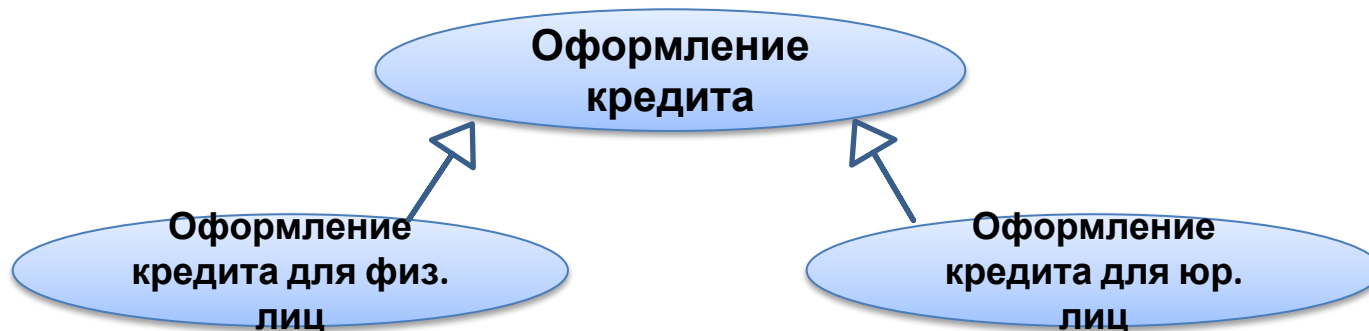 Оформление
кредита
Оформление
кредита для физ.
лиц
Оформление
кредита для юр.
лиц